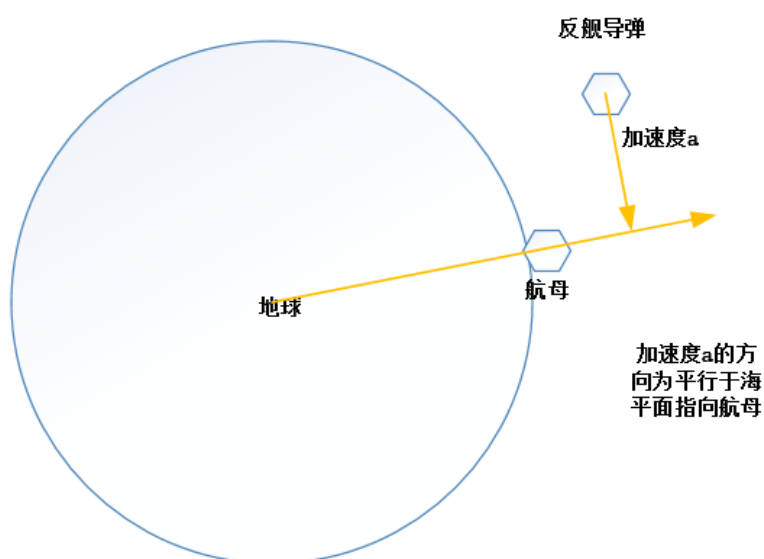 反舰导弹
加速度a
地球
航母
加速度a的方
向为平行于海
平面指向航母